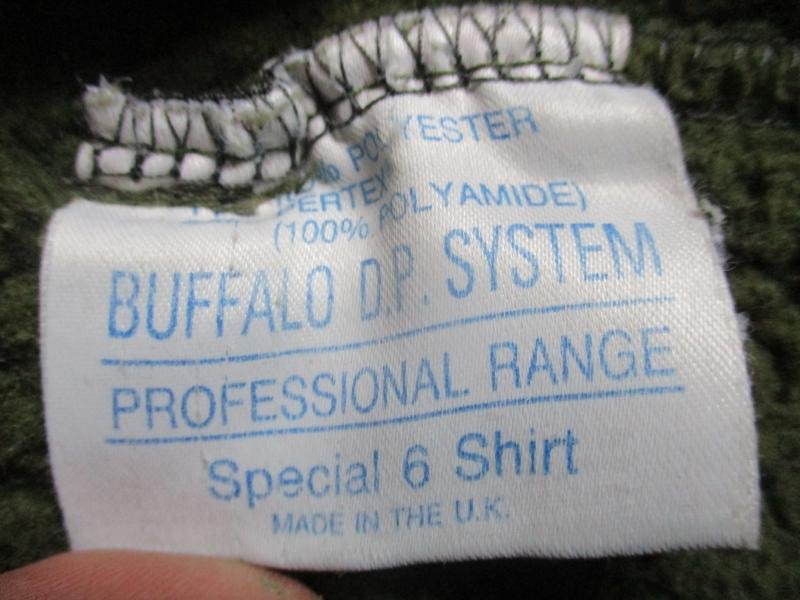 % POLYESTER
PERTEX
(100% POLYAMIDE)
BUFFALO D.P. SYSTEM
PROFESSIONAL RANGE
Special 6 Shirt
MADE IN THE U.K.